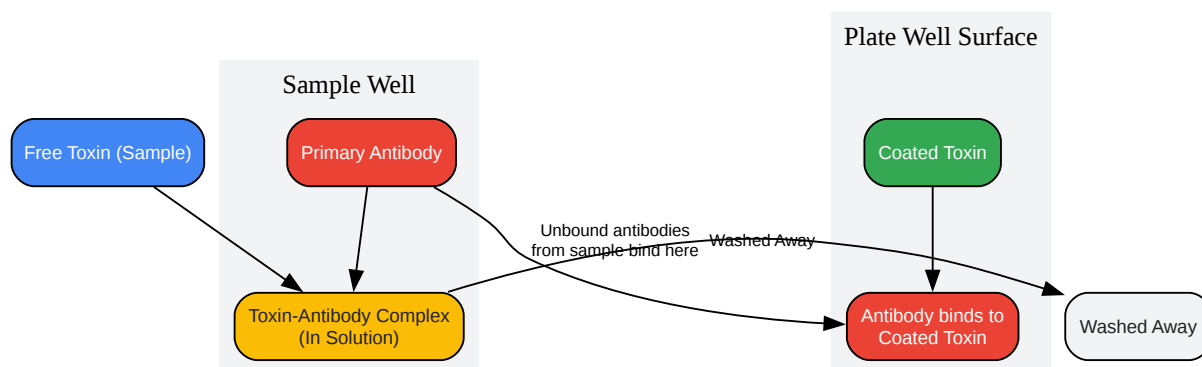 Plate Well Surface
Sample Well
Free Toxin (Sample)
Primary Antibody
Coated Toxin
Unbound antibodies
from sample bind here
Washed Away
Toxin-Antibody Complex
(In Solution)
Antibody binds to
Coated Toxin
Washed Away